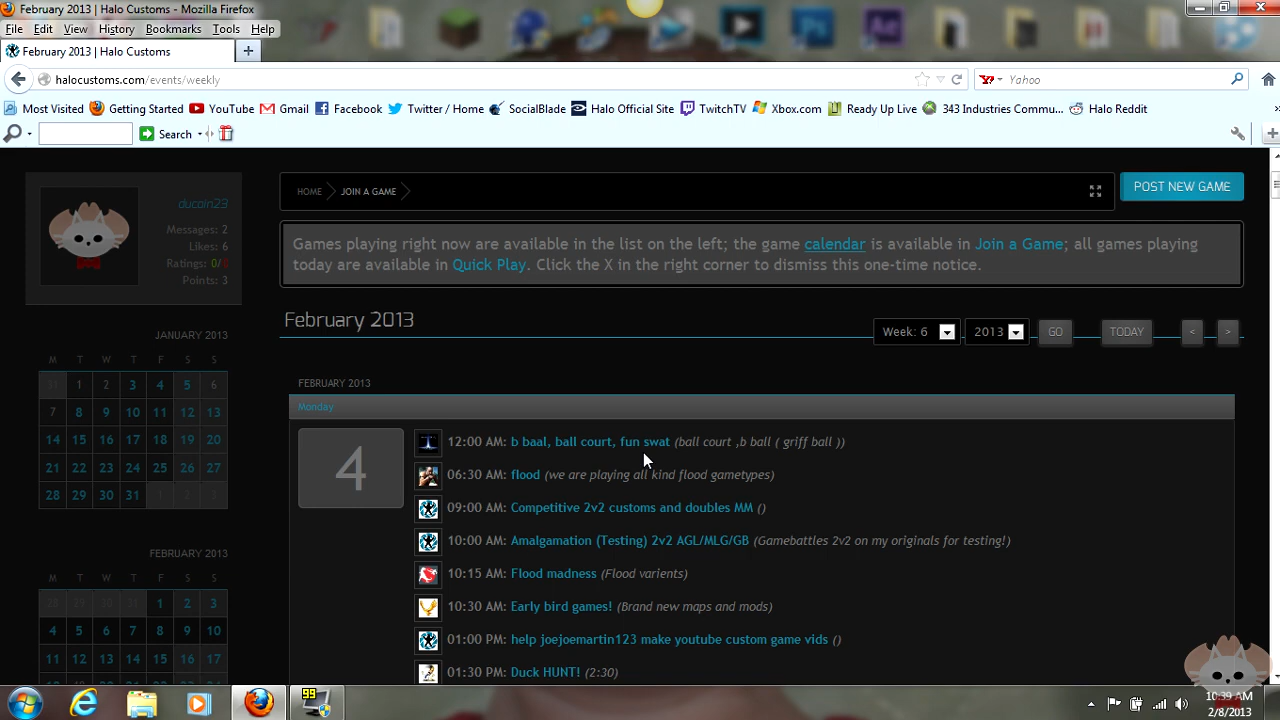 February 2013 | Halo Customs - Mozilla Firefox
File Edit View History Bookmarks Tools Help
February 2013 | Halo Customs
halocustoms.com/events/weekly
Yahoo
Most Visited Getting Started YouTube Gmail Facebook Twitter / Home SocialBlade Halo Official Site TwitchTV Xbox.com Ready Up Live 343 Industries Commu... Halo Reddit
Search
ducain23
Messages: 2
Likes: 6
Ratings: 0/0
Points: 3
HOME JOIN A GAME
POST NEW GAME
Games playing right now are available in the list on the left; the game calendar is available in Join a Game; all games playing
today are available in Quick Play. Click the X in the right corner to dismiss this one-time notice.
JANUARY 2013
M T W T F S S
31 1 2 3 4 5 6
7 8 9 10 11 12 13
14 15 16 17 18 19 20
21 22 23 24 25 26 27
28 29 30 31 1 2 3
FEBRUARY 2013
M T W T F S S
28 29 30 31 1 2 3
4 5 6 7 8 9 10
11 12 13 14 15 16 17
February 2013
Week: 6 2013 GO TODAY < >
FEBRUARY 2013
Monday
4
12:00 AM: b baal, ball court, fun swat (ball court ,b ball ( griff ball ))
06:30 AM: flood (we are playing all kind flood gametypes)
09:00 AM: Competitive 2v2 customs and doubles MM ()
10:00 AM: Amalgamation (Testing) 2v2 AGL/MLG/GB (Gamebattles 2v2 on my originals for testing!)
10:15 AM: Flood madness (Flood varients)
10:30 AM: Early bird games! (Brand new maps and mods)
01:00 PM: help joejoemartin123 make youtube custom game vids ()
01:30 PM: Duck HUNT! (2:30)
99
10:39 AM
2/8/2013